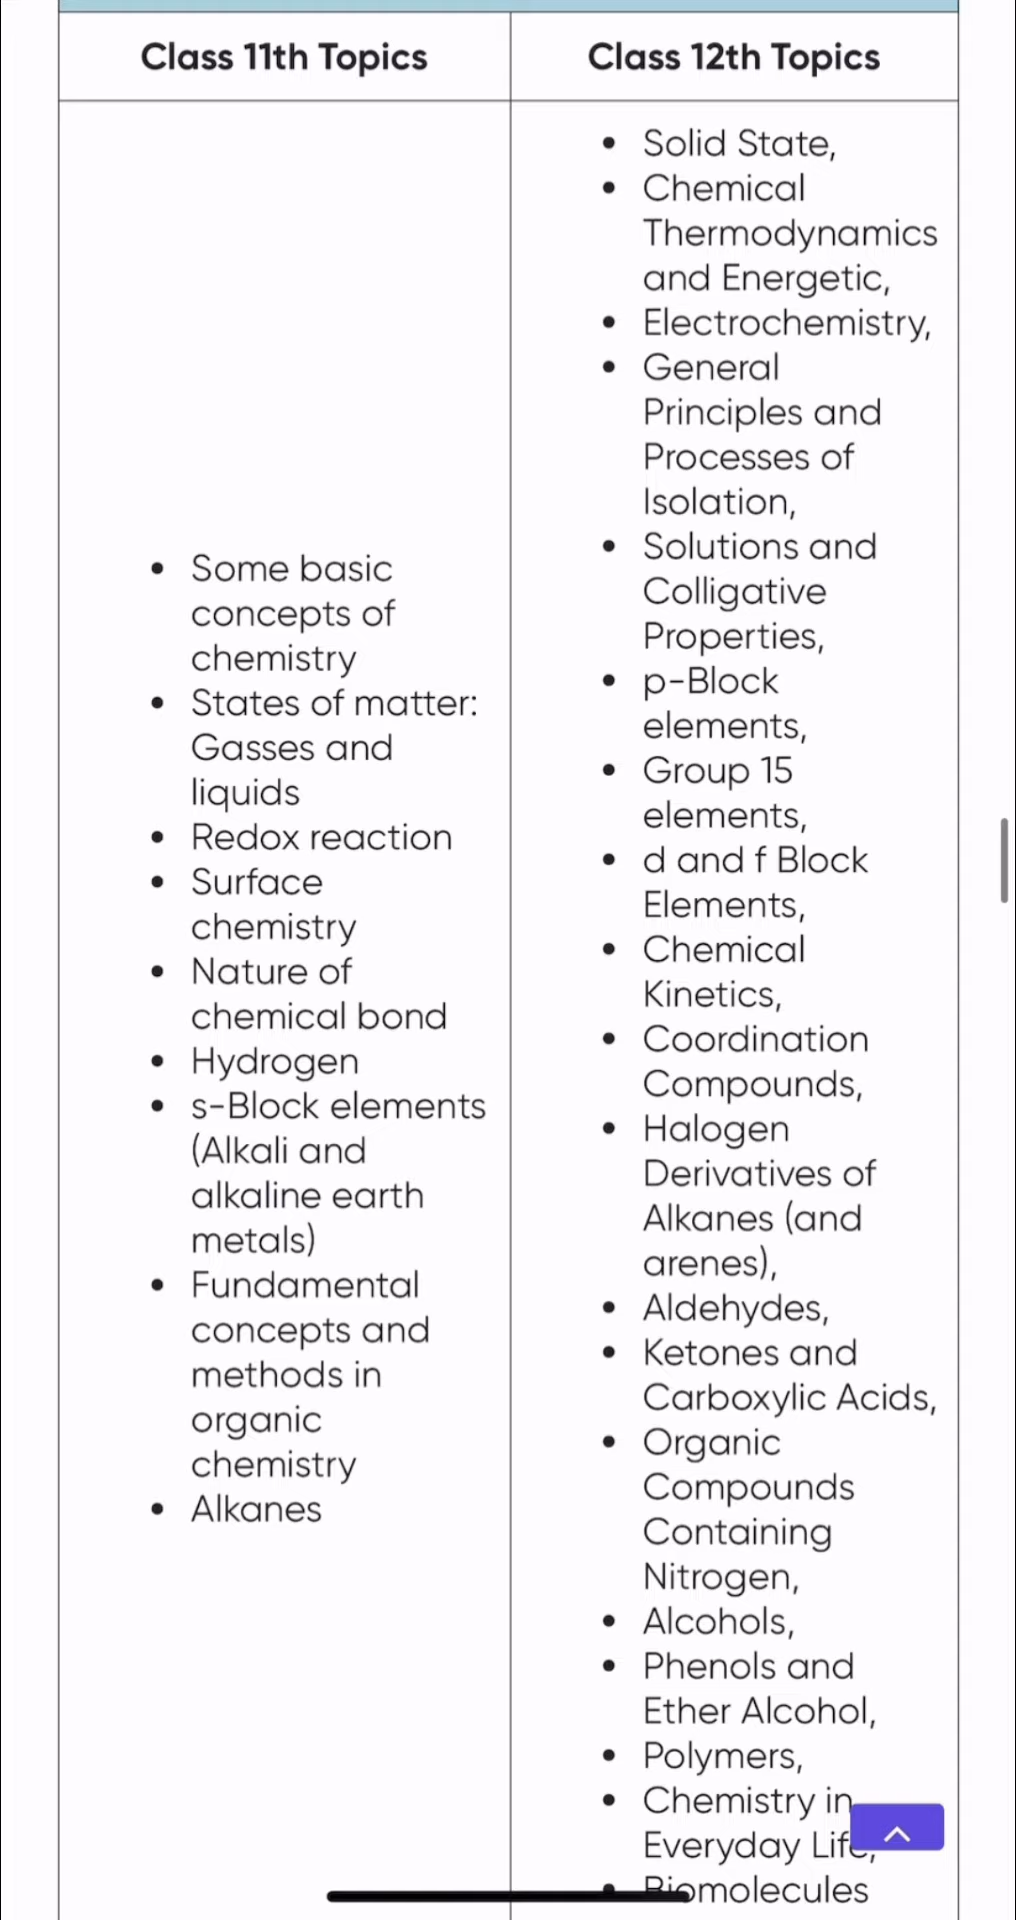 Class 11th Topics
Class 12th Topics
Some basic
concepts of
chemistry
States of matter:
Gasses and
liquids
Redox reaction
Surface
chemistry
Nature of
chemical bond
Hydrogen
s-Block elements
(Alkali and
alkaline earth
metals)
Fundamental
concepts and
methods in
organic
chemistry
Alkanes
Solid State,
Chemical
Thermodynamics
and Energetic,
Electrochemistry,
General
Principles and
Processes of
Isolation,
Solutions and
Colligative
Properties,
p-Block
elements,
Group 15
elements,
d and f Block
Elements,
Chemical
Kinetics,
Coordination
Compounds,
Halogen
Derivatives of
Alkanes (and
arenes),
Aldehydes,
Ketones and
Carboxylic Acids,
Organic
Compounds
Containing
Nitrogen,
Alcohols,
Phenols and
Ether Alcohol,
Polymers,
Chemistry in
Everyday Life,
Biomolecules